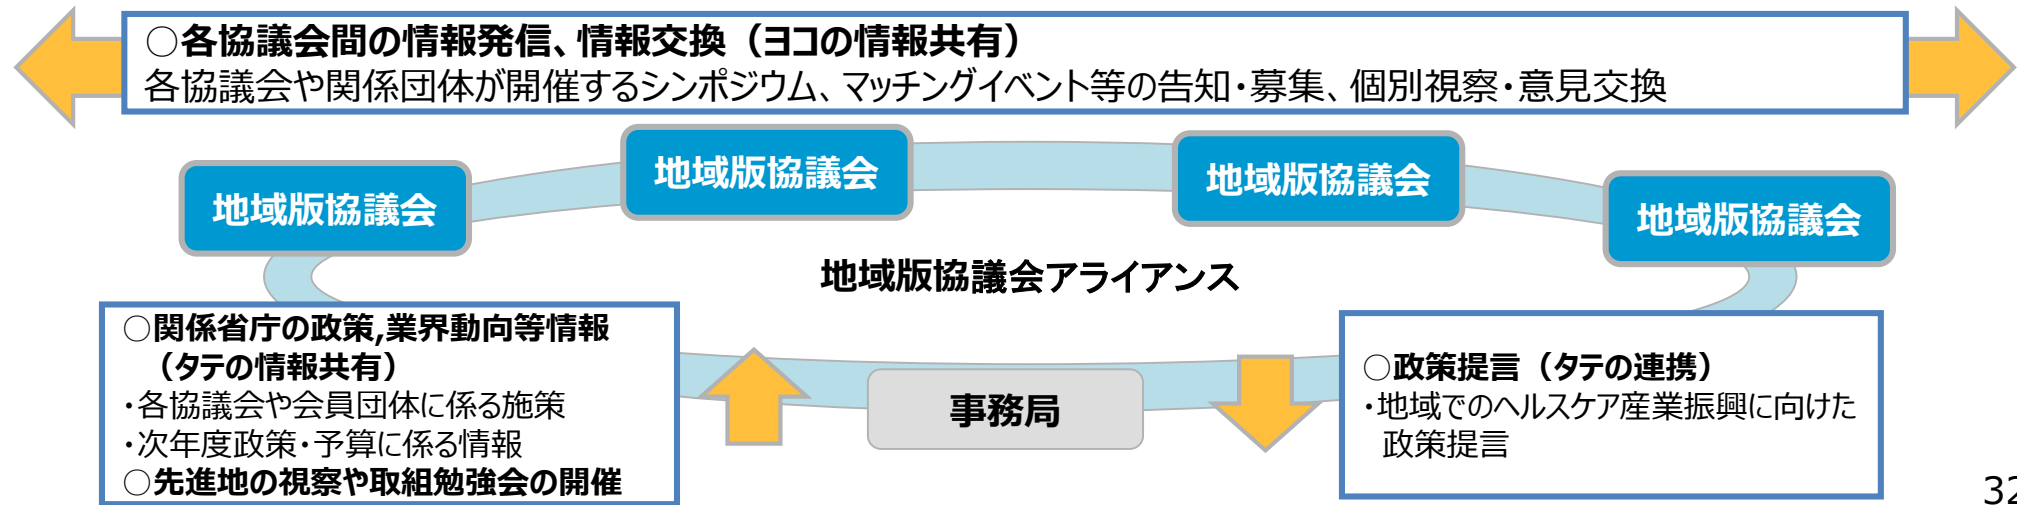 ○各協議会間の情報発信、情報交換（ヨコの情報共有）
各協議会や関係団体が開催するシンポジウム、マッチングイベント等の告知・募集、個別視察・意見交換
地域版協議会
地域版協議会
地域版協議会
地域版協議会
地域版協議会アライアンス
○関係省庁の政策,業界動向等情報
（タテの情報共有）
・各協議会や会員団体に係る施策
・次年度政策・予算に係る情報
○先進地の視察や取組勉強会の開催
事務局
○政策提言（タテの連携）
・地域でのヘルスケア産業振興に向けた
政策提言
32